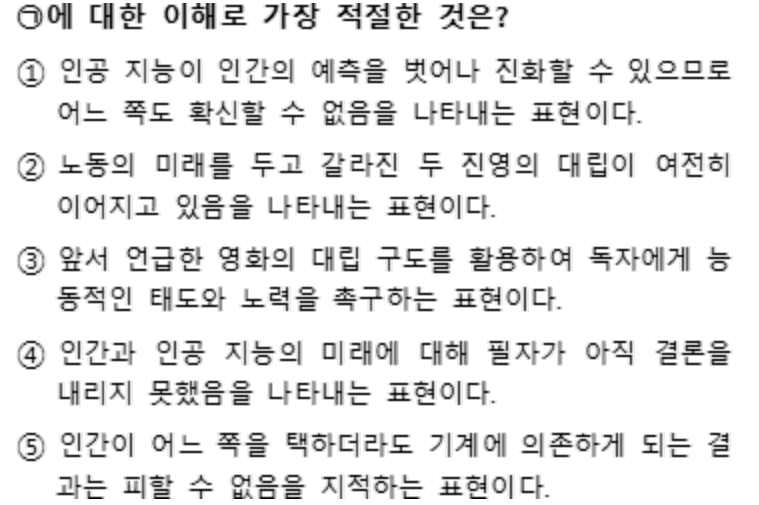 ㉠에 대한 이해로 가장 적절한 것은?
① 인공 지능이 인간의 예측을 벗어나 진화할 수 있으므로
어느 쪽도 확신할 수 없음을 나타내는 표현이다.
② 노동의 미래를 두고 갈라진 두 진영의 대립이 여전히
이어지고 있음을 나타내는 표현이다.
③ 앞서 언급한 영화의 대립 구도를 활용하여 독자에게 능
동적인 태도와 노력을 촉구하는 표현이다.
④ 인간과 인공 지능의 미래에 대해 필자가 아직 결론을
내리지 못했음을 나타내는 표현이다.
⑤ 인간이 어느 쪽을 택하더라도 기계에 의존하게 되는 결
과는 피할 수 없음을 지적하는 표현이다.